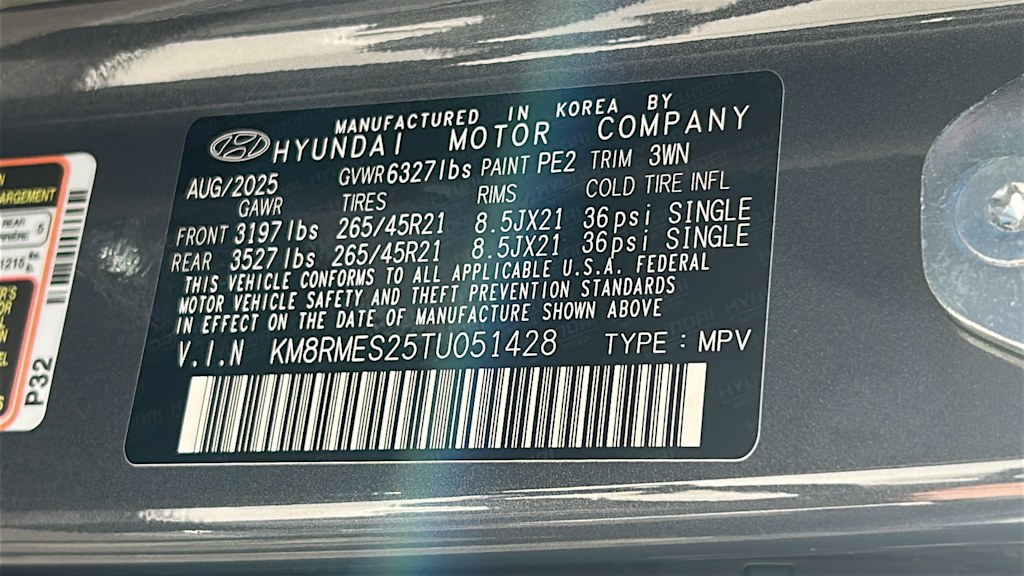 MANUFACTURED IN KOREA BY
HYUNDAI MOTOR COMPANY
AUG/2025 GVWR 6327lbs PAINT PE2 TRIM 3WN
GAWR TIRES RIMS COLD TIRE INFL
FRONT 3197lbs 265/45R21 8.5JX21 36psi SINGLE
REAR 3527lbs 265/45R21 8.5JX21 36psi SINGLE
THIS VEHICLE CONFORMS TO ALL APPLICABLE U.S.A. FEDERAL
MOTOR VEHICLE SAFETY AND THEFT PREVENTION STANDARDS
IN EFFECT ON THE DATE OF MANUFACTURE SHOWN ABOVE
V.I.N KM8RMES25TU051428 TYPE : MPV
REAR 5
P32